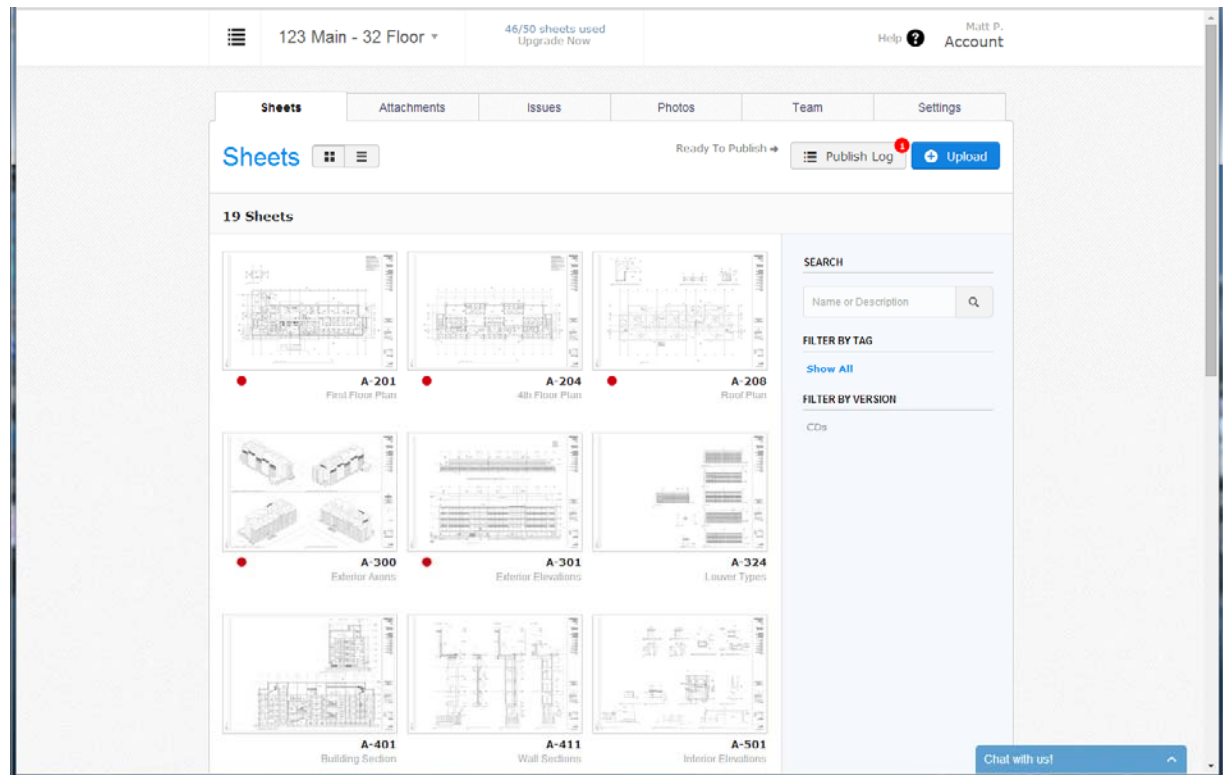 123 Main - 32 Floor
46/50 sheets used
Upgrade Now
Help ?
Matt P.
Account
Sheets
Attachments
Issues
Photos
Team
Settings
Sheets
Ready To Publish
Publish Log
1
Upload
19 Sheets
A-201
First Floor Plan
A-204
4th Floor Plan
A-208
Roof Plan
A-300
Exterior Axons
A-301
Exterior Elevations
A-324
Louver Types
A-401
Building Section
A-411
Wall Sections
A-501
Interior Elevations
SEARCH
Name or Description
FILTER BY TAG
Show All
FILTER BY VERSION
CDs
Chat with us!